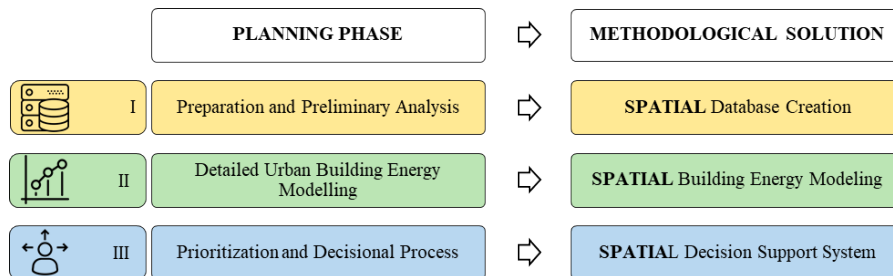 PLANNING PHASE
METHODOLOGICAL SOLUTION
I
Preparation and Preliminary Analysis
SPATIAL Database Creation
II
Detailed Urban Building Energy
Modelling
SPATIAL Building Energy Modeling
III
Prioritization and Decisional Process
SPATIAL Decision Support System